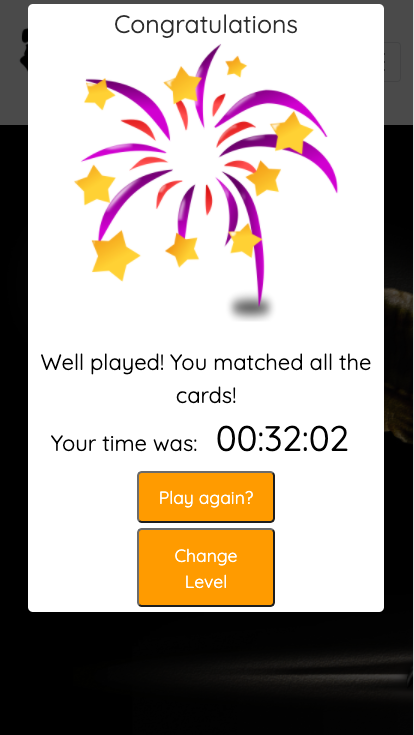 Congratulations
Well played! You matched all the
cards!
Your time was: 00:32:02
Play again?
Change
Level